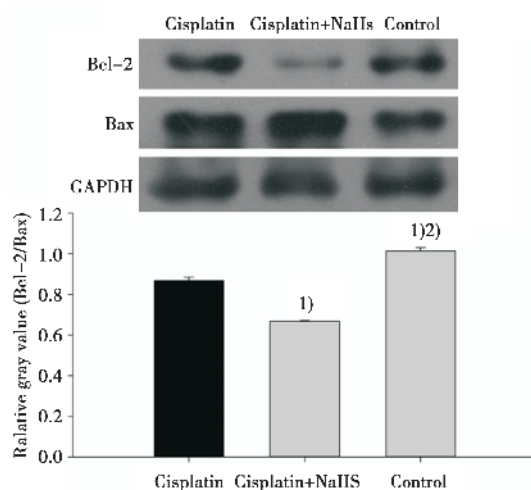 Cisplatin Cisplatin+NaHs Control
Bcl-2
Bax
GAPDH
Ralative gray value (Bcl-2/Bax)
1.2
1.0
0.8
0.6
0.4
0.2
0.0
1)
1)2)
Cisplatin Cisplatin+NaHS Control